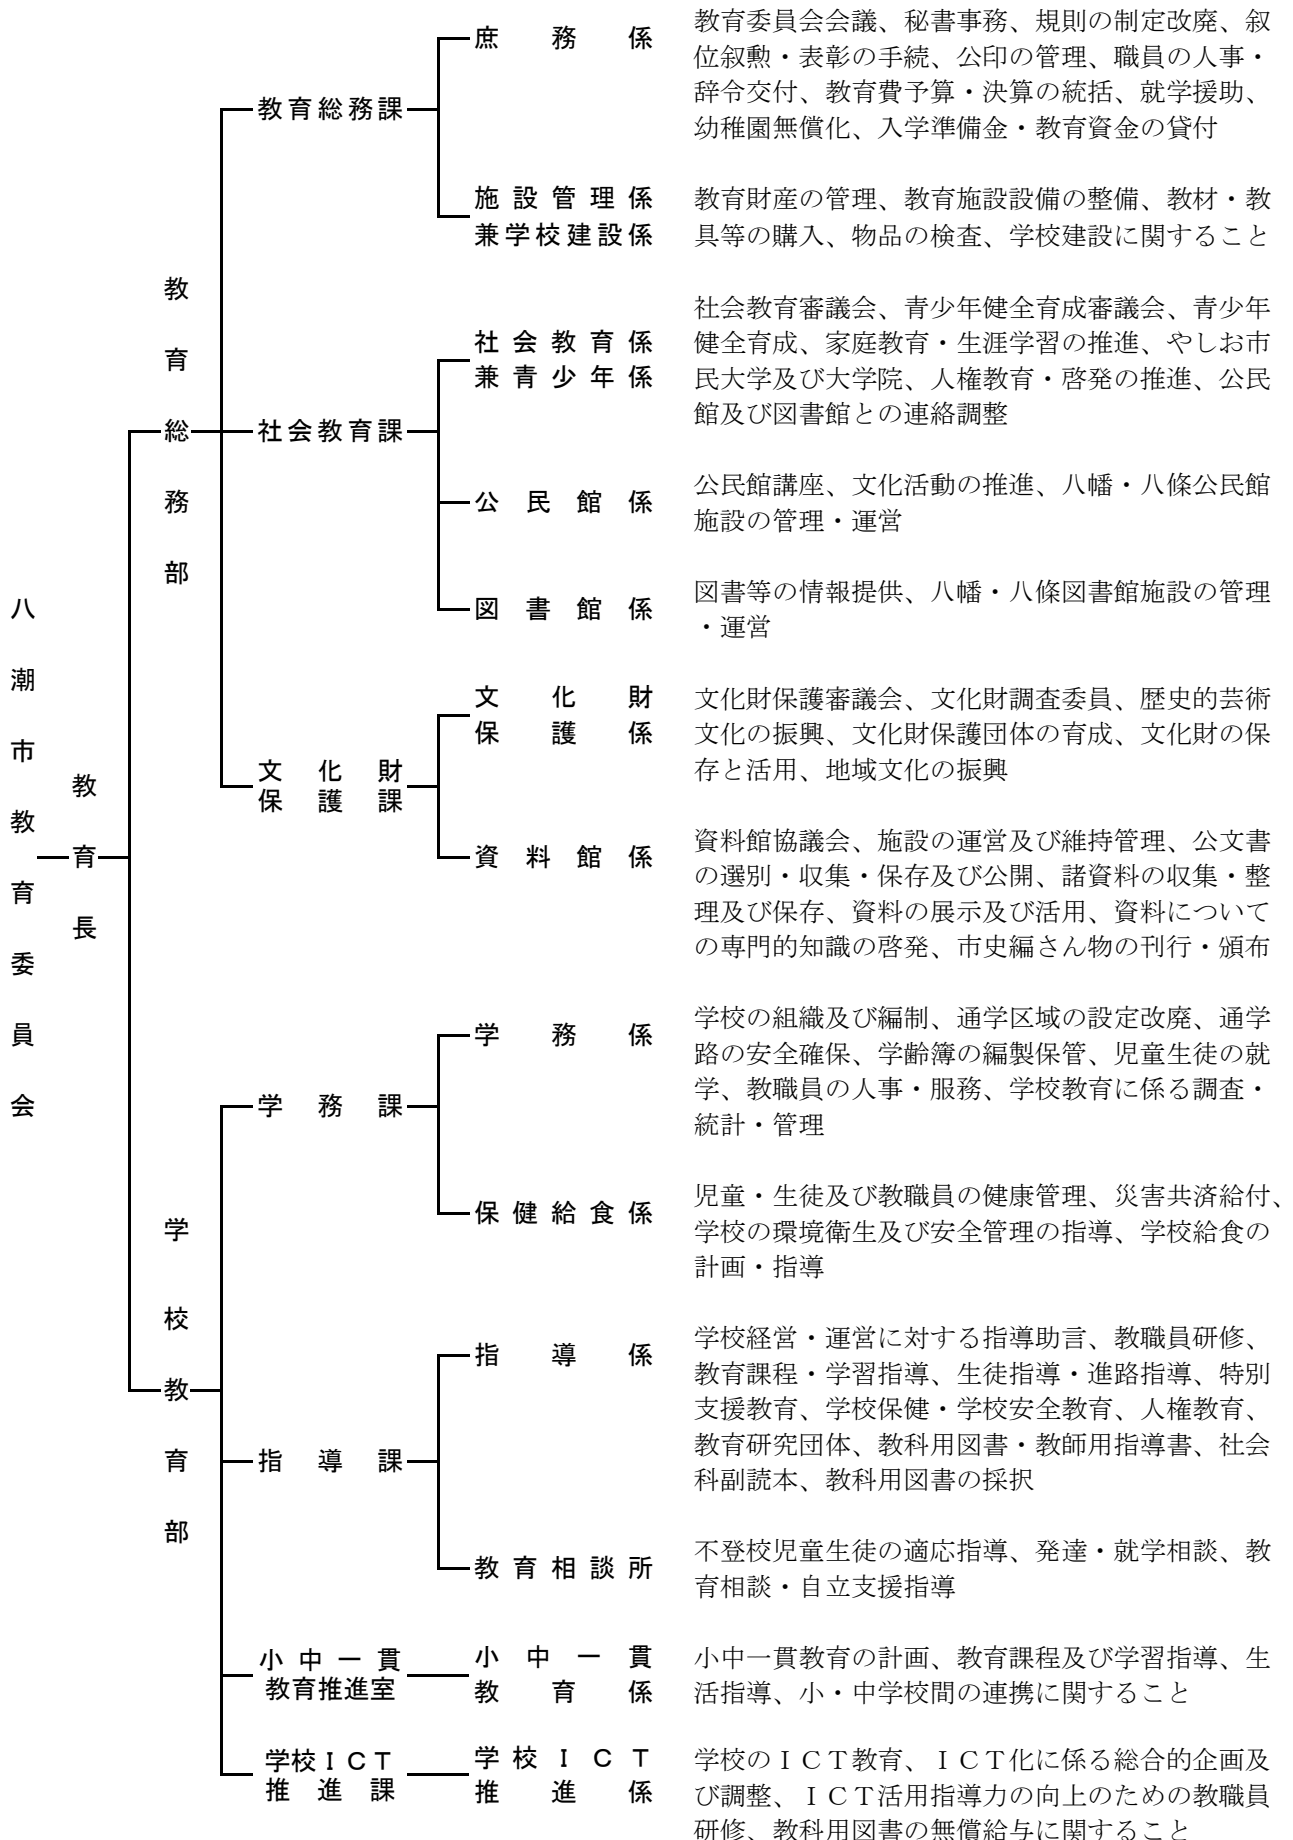 八潮市教育委員会
教育長
教育総務部
教育総務課
庶務係
教育委員会会議、秘書事務、規則の制定改廃、叙
位叙勲・表彰の手続、公印の管理、職員の人事・
辞令交付、教育費予算・決算の統括、就学援助、
幼稚園無償化、入学準備金・教育資金の貸付
施設管理係
兼学校建設係
教育財産の管理、教育施設設備の整備、教材・教
具等の購入、物品の検査、学校建設に関すること
社会教育課
社会教育係
兼青少年係
社会教育審議会、青少年健全育成審議会、青少年
健全育成、家庭教育・生涯学習の推進、やしお市
民大学及び大学院、人権教育・啓発の推進、公民
館及び図書館との連絡調整
公民館係
公民館講座、文化活動の推進、八幡・八條公民館
施設の管理・運営
図書館係
図書等の情報提供、八幡・八條図書館施設の管理
・運営
文化財
保護課
文化財
保護係
文化財保護審議会、文化財調査委員、歴史的芸術
文化の振興、文化財保護団体の育成、文化財の保
存と活用、地域文化の振興
資料館係
資料館協議会、施設の運営及び維持管理、公文書
の選別・収集・保存及び公開、諸資料の収集・整
理及び保存、資料の展示及び活用、資料について
の専門的知識の啓発、市史編さん物の刊行・頒布
学校教育部
学務課
学務係
学校の組織及び編制、通学区域の設定改廃、通学
路の安全確保、学齢簿の編製保管、児童生徒の就
学、教職員の人事・服務、学校教育に係る調査・
統計・管理
保健給食係
児童・生徒及び教職員の健康管理、災害共済給付、
学校の環境衛生及び安全管理の指導、学校給食の
計画・指導
指導課
指導係
学校経営・運営に対する指導助言、教職員研修、
教育課程・学習指導、生徒指導・進路指導、特別
支援教育、学校保健・学校安全教育、人権教育、
教育研究団体、教科用図書・教師用指導書、社会
科副読本、教科用図書の採択
教育相談所
不登校児童生徒の適応指導、発達・就学相談、教
育相談・自立支援指導
小中一貫
教育推進室
小中一貫
教育係
小中一貫教育の計画、教育課程及び学習指導、生
活指導、小・中学校間の連携に関すること
学校ＩＣＴ
推進課
学校ＩＣＴ
推進係
学校のＩＣＴ教育、ＩＣＴ化に係る総合的企画及
び調整、ＩＣＴ活用指導力の向上のための教職員
研修、教科用図書の無償給与に関すること